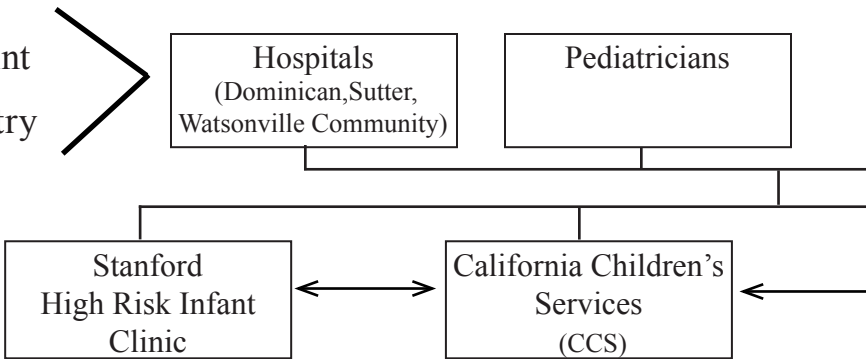 nt
try
Hospitals
(Dominican,Sutter,
Watsonville Community)
Pediatricians
Stanford
High Risk Infant
Clinic
California Children’s
Services
(CCS)